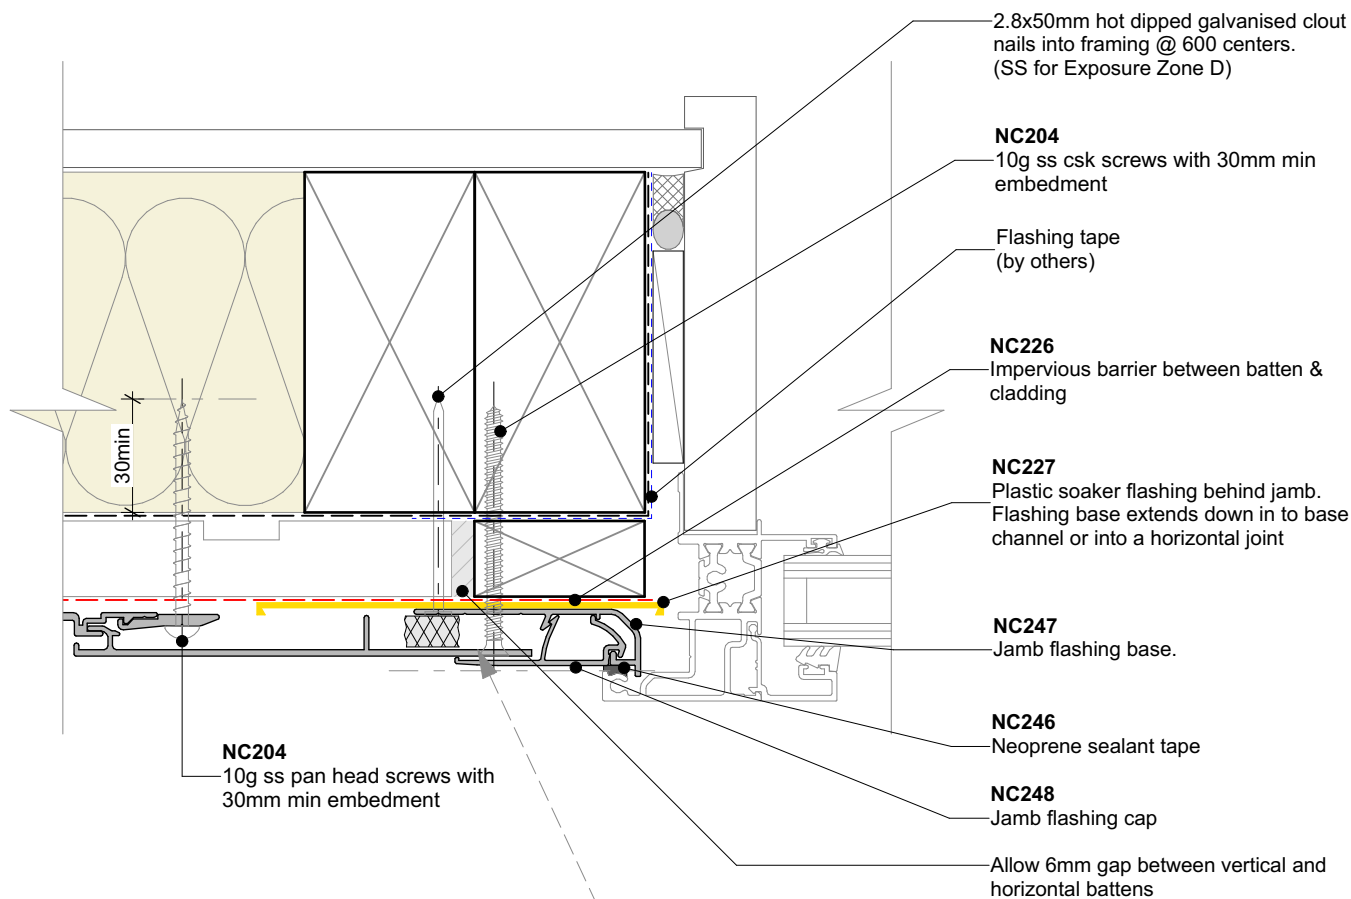 2.8x50mm hot dipped galvanised clout
nails into framing @ 600 centers.
(SS for Exposure Zone D)
NC204
10g ss csk screws with 30mm min
embedment
Flashing tape
(by others)
NC226
Impervious barrier between batten &
cladding
NC227
Plastic soaker flashing behind jamb.
Flashing base extends down in to base
channel or into a horizontal joint
NC247
Jamb flashing base.
NC246
Neoprene sealant tape
NC248
Jamb flashing cap
Allow 6mm gap between vertical and
horizontal battens
30min
NC204
10g ss pan head screws with
30mm min embedment